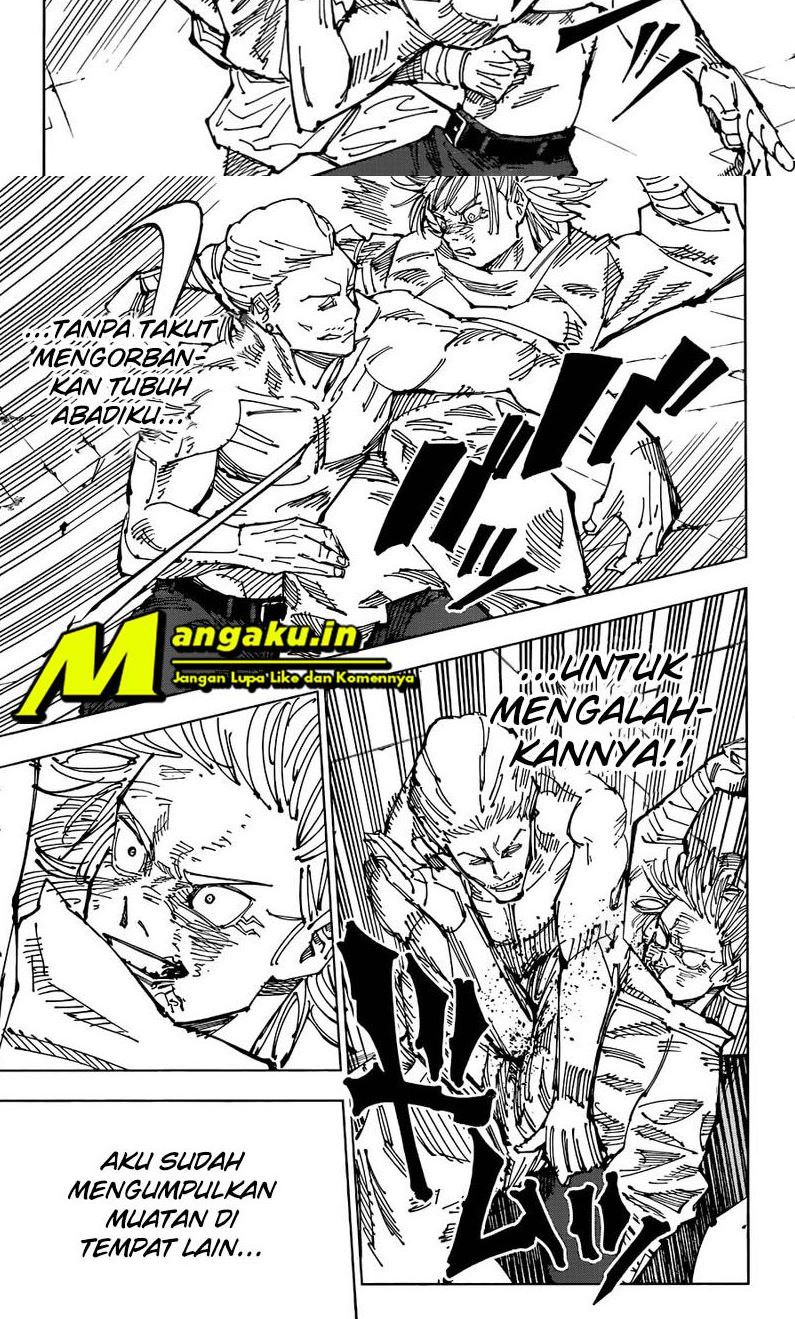 ...TANPA TAKUT
MENGORBAN-
KAN TUBUH
ABADIKU...
Mangaku.in
Jangan Lupa Like dan Komennya
...UNTUK
MENGALAH-
KANNYA!!
AKU SUDAH
MENGUMPULKAN
MUATAN DI
TEMPAT LAIN...